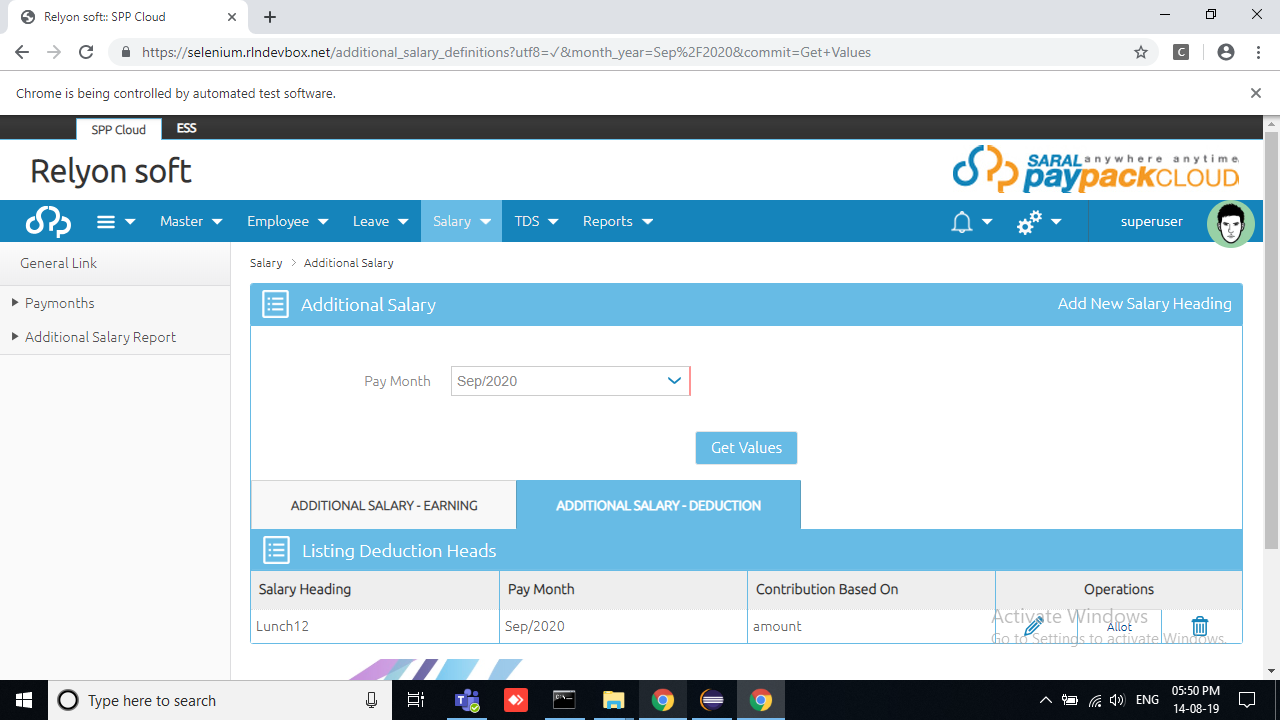 Relyon soft:: SPP Cloud
https://selenium.rlndevbox.net/additional_salary_definitions?utf8=✓&month_year=Sep%2F2020&commit=Get+Values
C
Chrome is being controlled by automated test software.
SPP Cloud ESS
Relyon soft
SARAL anywhere anytime
paypackCLOUD
Master Employee Leave Salary TDS Reports superuser
General Link
Salary > Additional Salary
Paymonths
Additional Salary Report
Additional Salary Add New Salary Heading
Pay Month Sep/2020
Get Values
ADDITIONAL SALARY - EARNING ADDITIONAL SALARY - DEDUCTION
Listing Deduction Heads
Salary Heading Pay Month Contribution Based On Operations
Lunch12 Sep/2020 amount Allot
Activate Windows
Go to Settings to activate Windows.
Type here to search
ENG
05:50 PM
14-08-19